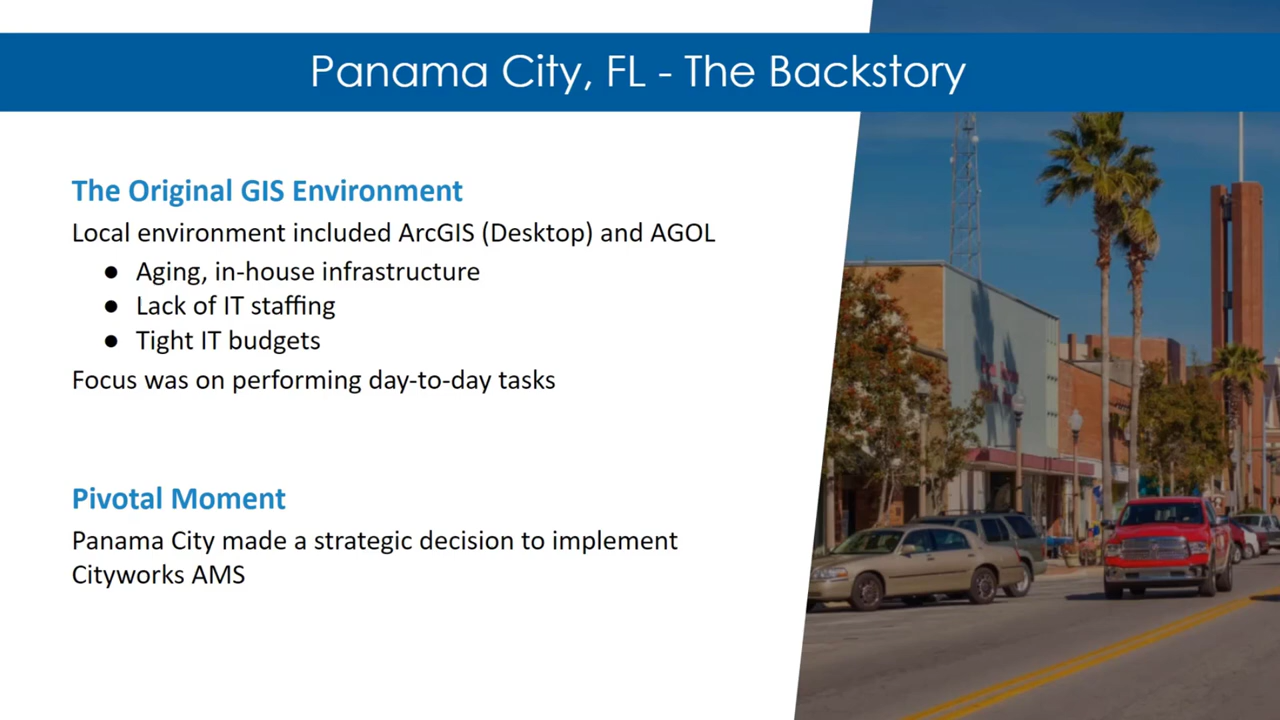 Panama City, FL - The Backstory
The Original GIS Environment
Local environment included ArcGIS (Desktop) and AGOL
● Aging, in-house infrastructure
● Lack of IT staffing
● Tight IT budgets
Focus was on performing day-to-day tasks
Pivotal Moment
Panama City made a strategic decision to implement
Cityworks AMS